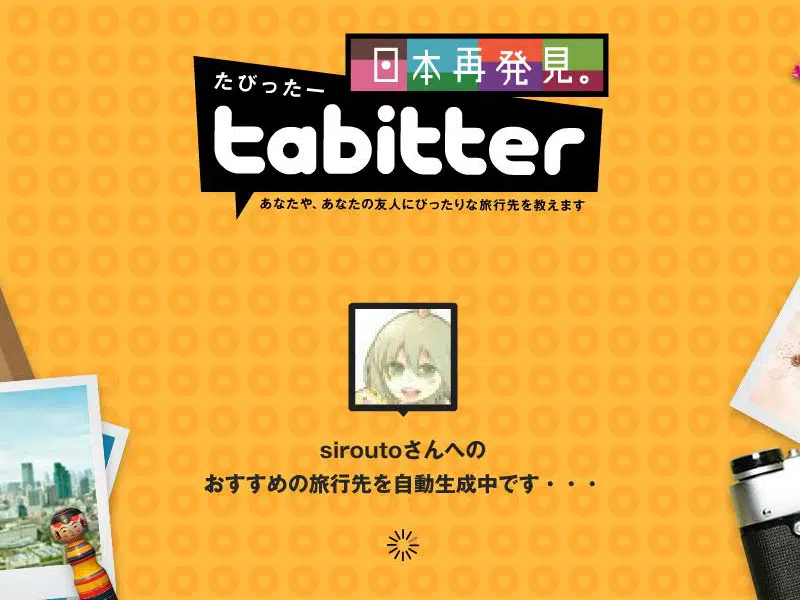 日本再発見。
たびったー
tabitter
あなたや、あなたの友人にぴったりな旅行先を教えます
siroutoさんへの
おすすめの旅行先を自動生成中です・・・